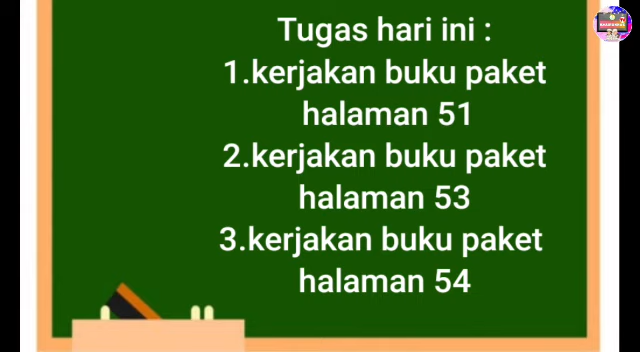 Tugas hari ini :
1.kerjakan buku paket
halaman 51
2.kerjakan buku paket
halaman 53
3.kerjakan buku paket
halaman 54